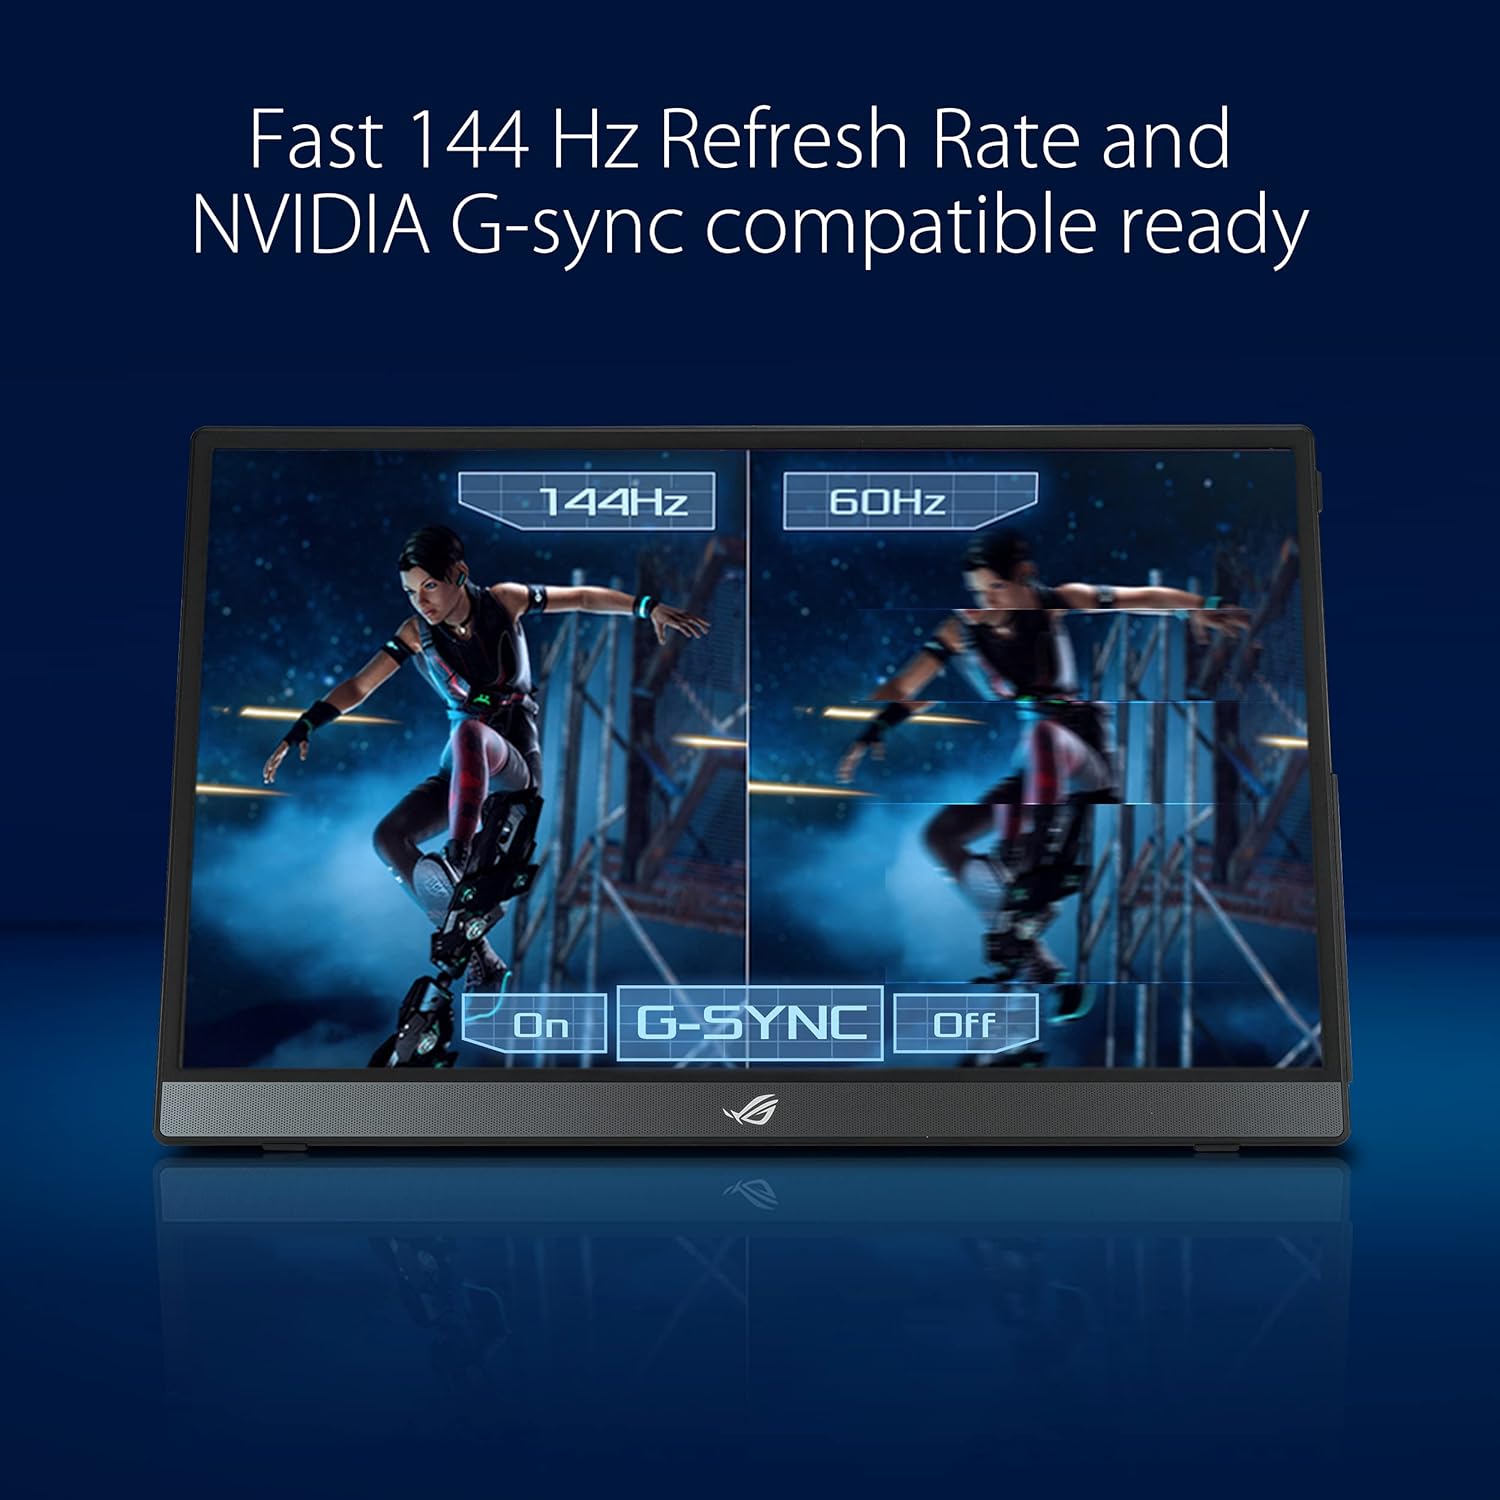 Fast 144 Hz Refresh Rate and
NVIDIA G-sync compatible ready
144Hz
60Hz
On
G-SYNC
Off